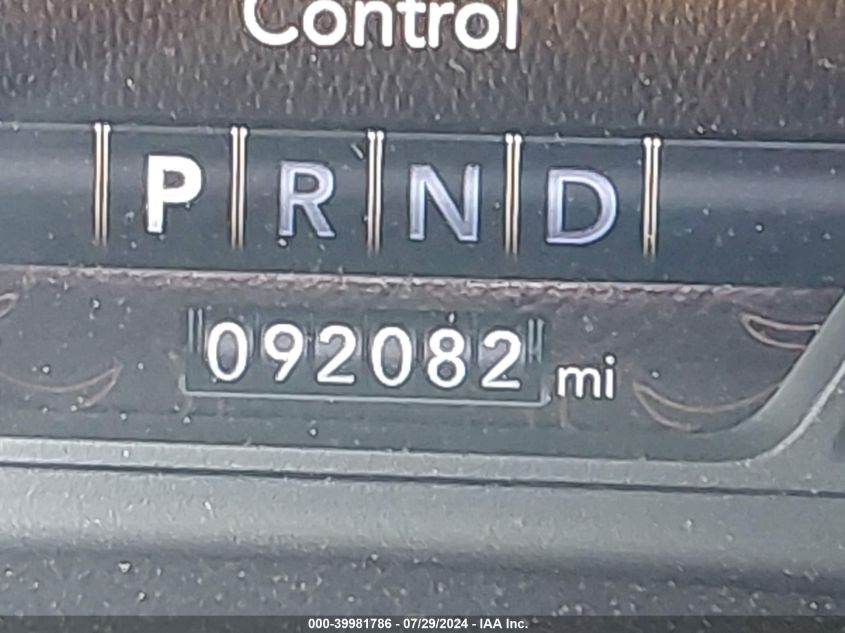 Control
P R N D
092082 mi
000-39981786 - 07/29/2024 - IAA Inc.